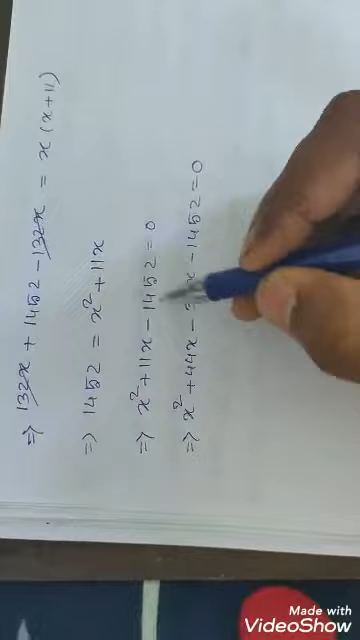 ⇒ 132x + 1452 - 132x = x (x+11)
⇒ 1452 = x² + 11x
⇒ x² + 11x - 1452 = 0
⇒ x² + 44x - x - 1452 = 0
Made with
VideoShow